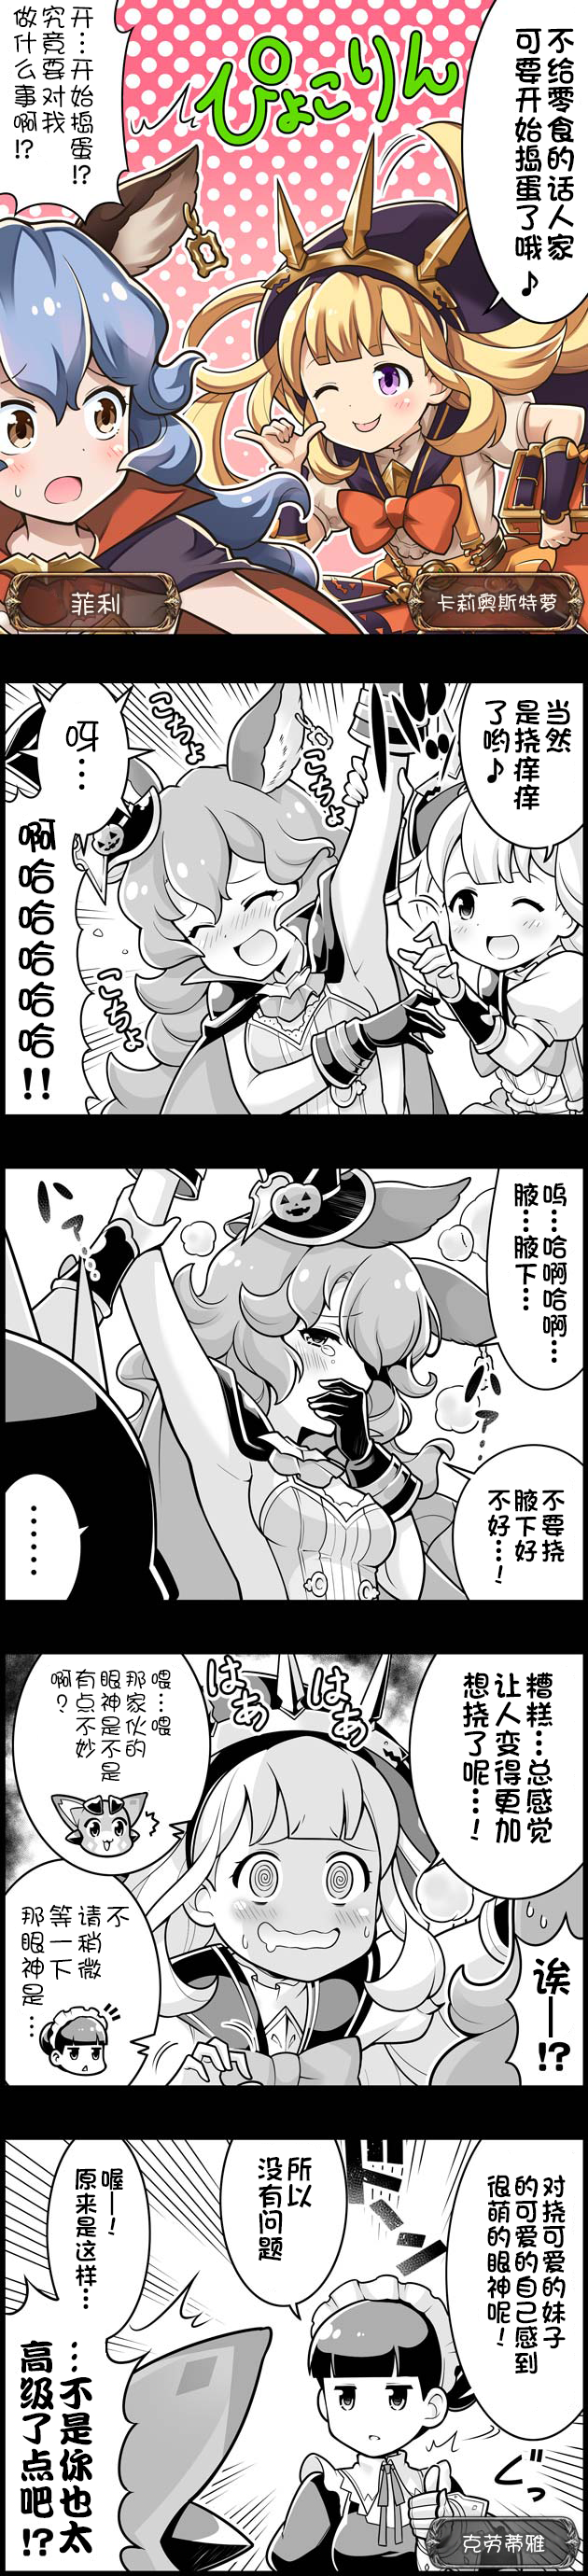 不给零食的话人家
可要开始捣蛋了哦♪
ぴょこりん
开…开始捣蛋!?
究竟要对我
做什么事啊!?
菲利
卡莉奥斯特萝
当然
是挠痒痒
了哟♪
こちょ
こちょ
こちょ
呀…
啊哈哈哈哈哈!!
呜…哈啊哈啊…
腋…腋下…
不要挠
腋下好
不好…!
……
糟糕…总感觉
让人变得更加
想挠了呢…!
はぁ
はぁ
喂…喂
那家伙的
眼神是不是
有点不妙
啊?
诶—!?
不
请稍微
等一下
那眼神是…
对挠可爱的妹子
的可爱的自己感到
很萌的眼神呢!
所以
没有问题
喔—!
原来是这样…
…不是你也太
高级了点吧!?
ぐっ
克劳蒂雅